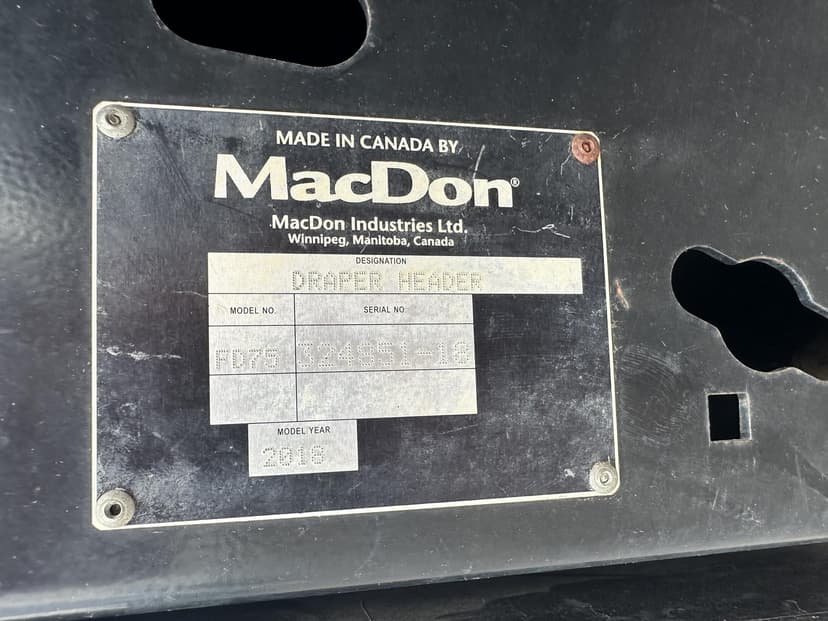 MADE IN CANADA BY
MacDon®
MacDon Industries Ltd.
Winnipeg, Manitoba, Canada
DESIGNATION
DRAPER HEADER
MODEL NO. SERIAL NO.
FD75 324851-18
MODEL YEAR
2018